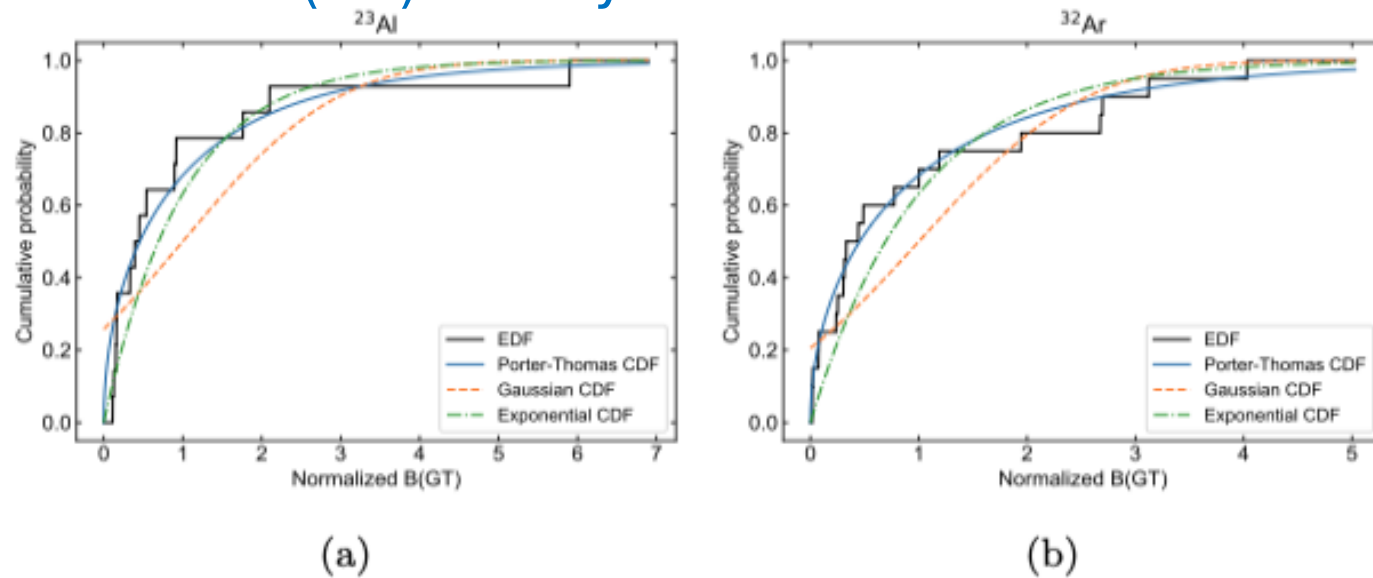 ²³Al
Cumulative probability
1.0
0.8
0.6
0.4
0.2
0.0
EDF
Porter-Thomas CDF
Gaussian CDF
Exponential CDF
0 1 2 3 4 5 6 7
Normalized B(GT)
(a)
³²Ar
Cumulative probability
1.0
0.8
0.6
0.4
0.2
0.0
EDF
Porter-Thomas CDF
Gaussian CDF
Exponential CDF
0 1 2 3 4 5
Normalized B(GT)
(b)